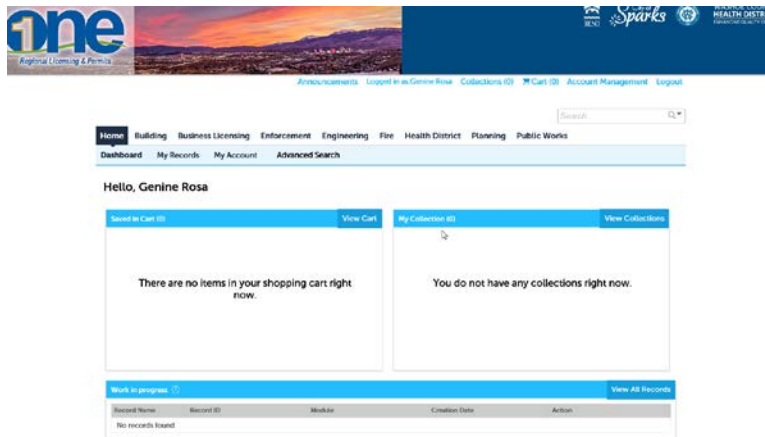 One
Regional Licensing & Permits
RENO
Sparks
HEALTH DISTR
Announcements Logged in as Genine Rosa Collections (0) Cart (0) Account Management Logout
Search
Home Building Business Licensing Enforcement Engineering Fire Health District Planning Public Works
Dashboard My Records My Account Advanced Search
Hello, Genine Rosa
Saved in Cart (0) View Cart My Collection (0) View Collections
There are no items in your shopping cart right
now.
You do not have any collections right now.
Work in progress View All Records
Record Name Record ID Module Creation Date Action
No records found